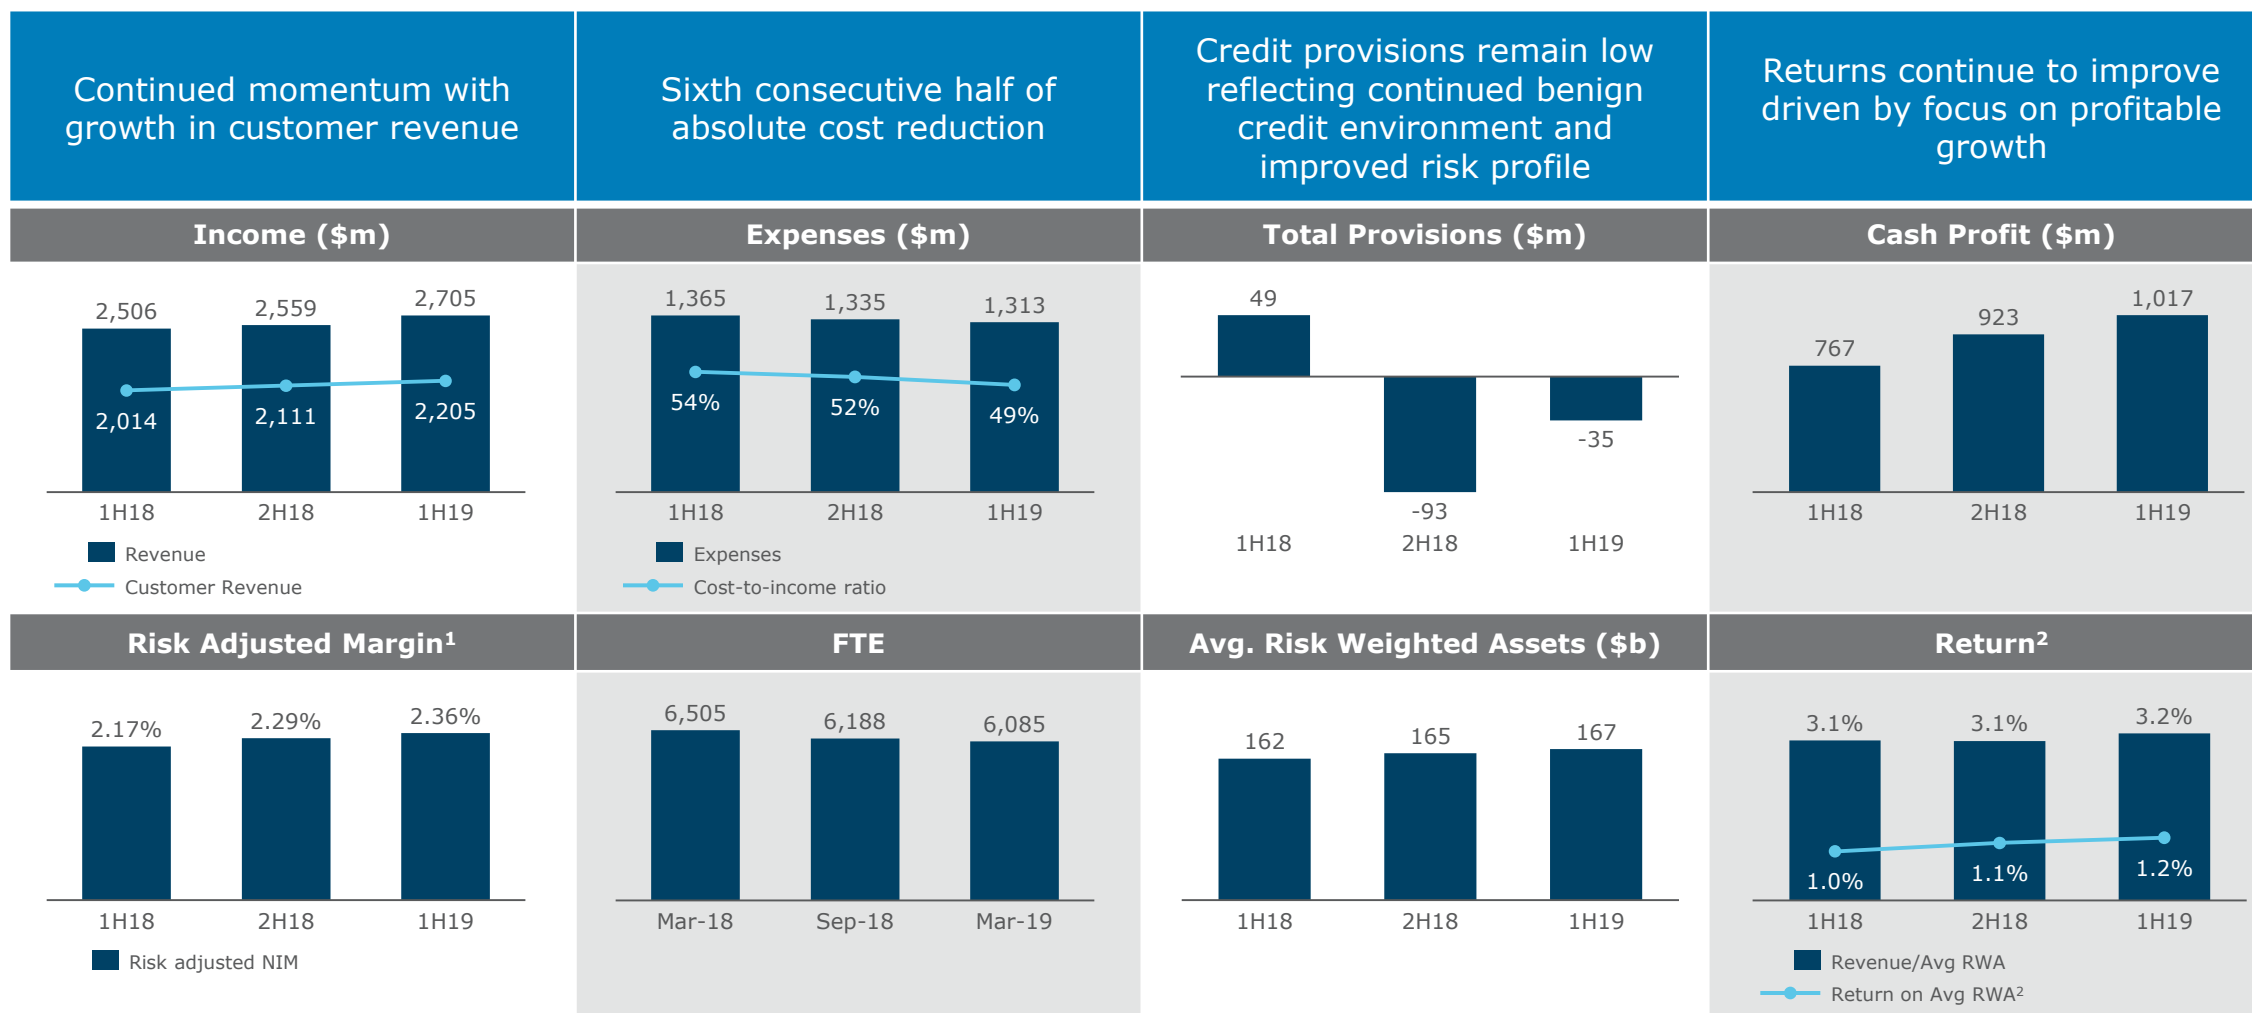 Continued momentum with
growth in customer revenue
Sixth consecutive half of
absolute cost reduction
Credit provisions remain low
reflecting continued benign
credit environment and
improved risk profile
Returns continue to improve
driven by focus on profitable
growth
Income ($m)
2,506
2,559
2,705
2,014
2,111
2,205
1H18
2H18
1H19
Revenue
Customer Revenue
Expenses ($m)
1,365
1,335
1,313
54%
52%
49%
1H18
2H18
1H19
Expenses
Cost-to-income ratio
Total Provisions ($m)
49
-93
-35
1H18
2H18
1H19
Cash Profit ($m)
767
923
1,017
1H18
2H18
1H19
Risk Adjusted Margin¹
2.17%
2.29%
2.36%
1H18
2H18
1H19
Risk adjusted NIM
FTE
6,505
6,188
6,085
Mar-18
Sep-18
Mar-19
Avg. Risk Weighted Assets ($b)
162
165
167
1H18
2H18
1H19
Return²
3.1%
3.1%
3.2%
1.0%
1.1%
1.2%
1H18
2H18
1H19
Revenue/Avg RWA
Return on Avg RWA²